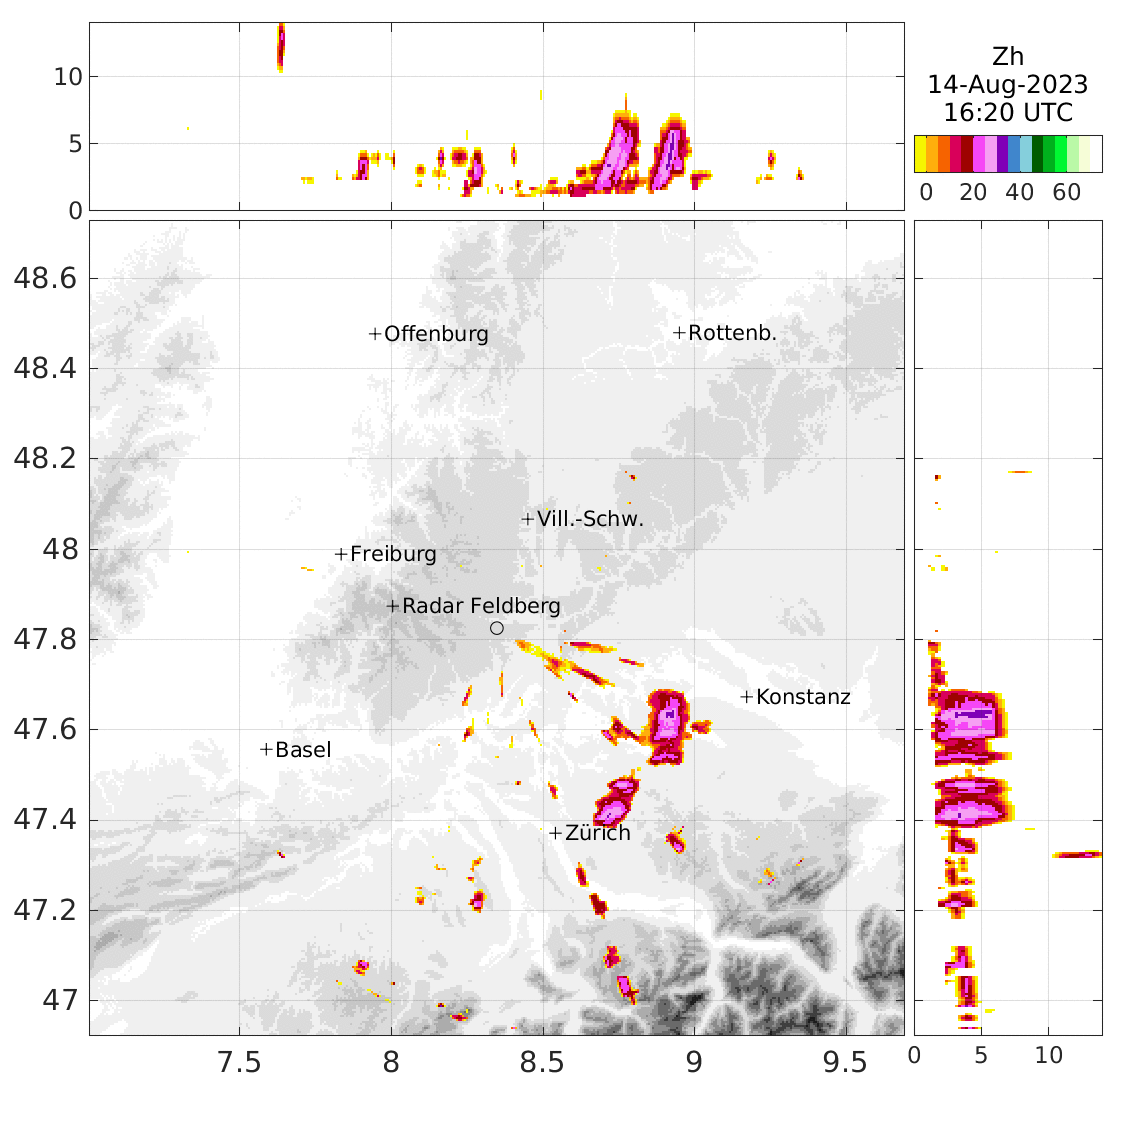 Zh
14-Aug-2023
16:20 UTC
0 20 40 60
10
5
0
48.6
48.4
48.2
48
47.8
47.6
47.4
47.2
47
+Offenburg
+Rottenb.
+Vill.-Schw.
+Freiburg
+Radar Feldberg
+Konstanz
+Basel
+Zürich
7.5 8 8.5 9 9.5
0 5 10